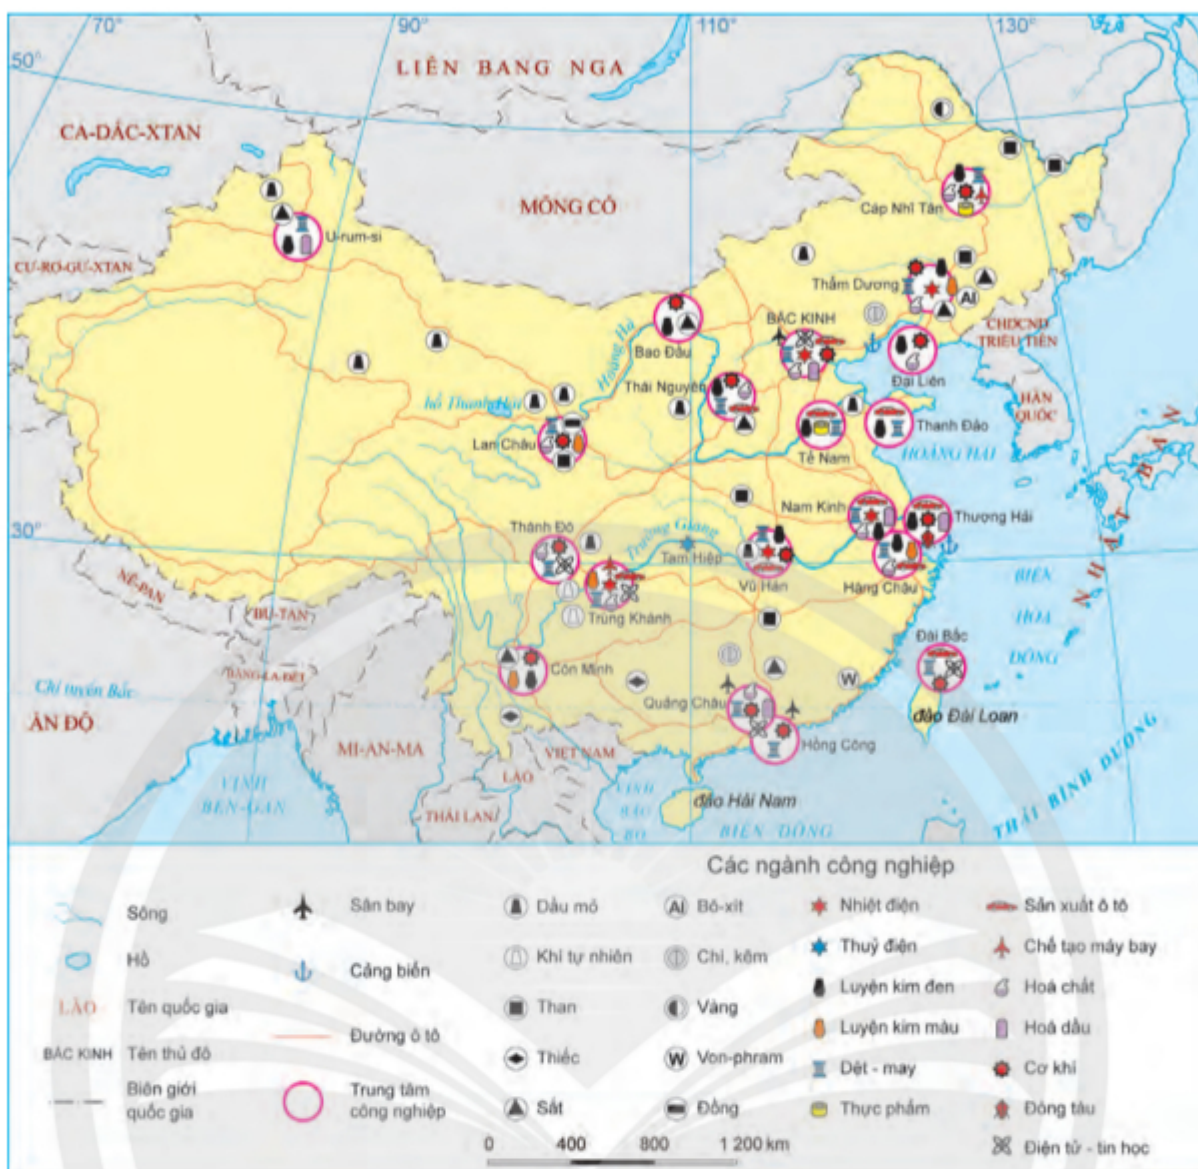 70°
90°
110°
130°
50°
LIÊN BANG NGA
CA-DẮC-XTAN
MÔNG CỔ
Cáp Nhĩ Tân
U-rum-si
CƯ-RƠ-GƯ-XTAN
Thẩm Dương
Al
BẮC KINH
CHDCND
TRIỀU TIÊN
Bao Đầu
Hoàng Hà
Đại Liên
Thái Nguyên
HÀN
QUỐC
hồ Thanh Hải
Thanh Đảo
Lan Châu
Tế Nam
HOÀNG HẢI
NHẬT BẢN
30°
Nam Kinh
Thượng Hải
Thành Đô
Trường Giang
Tam Hiệp
Vũ Hán
Hàng Châu
BIỂN
HOA
ĐÔNG
NÊ-PAN
BU-TAN
Trùng Khánh
Đài Bắc
BĂNG-LA-ĐÉT
Côn Minh
W
Chí tuyến Bắc
Quảng Châu
ẤN ĐỘ
đảo Đài Loan
MI-AN-MA
VIỆT NAM
Hồng Công
LÀO
VỊNH
BEN-GAN
THÁI LAN
VỊNH
BẮC
BỘ
đảo Hải Nam
BIỂN ĐÔNG
THÁI BÌNH DƯƠNG
Các ngành công nghiệp
Sông
Sân bay
Dầu mỏ
Al Bô-xít
Nhiệt điện
Sản xuất ô tô
Hồ
Cảng biển
Khí tự nhiên
Chì, kẽm
Thuỷ điện
Chế tạo máy bay
LÀO Tên quốc gia
Đường ô tô
Than
Vàng
Luyện kim đen
Hoá chất
BẮC KINH Tên thủ đô
Thiếc
W Von-phram
Luyện kim màu
Hoá dầu
Biên giới
quốc gia
Trung tâm
công nghiệp
Sắt
Đồng
Dệt - may
Cơ khí
Thực phẩm
Đóng tàu
Điện tử - tin học
0 400 800 1 200 km